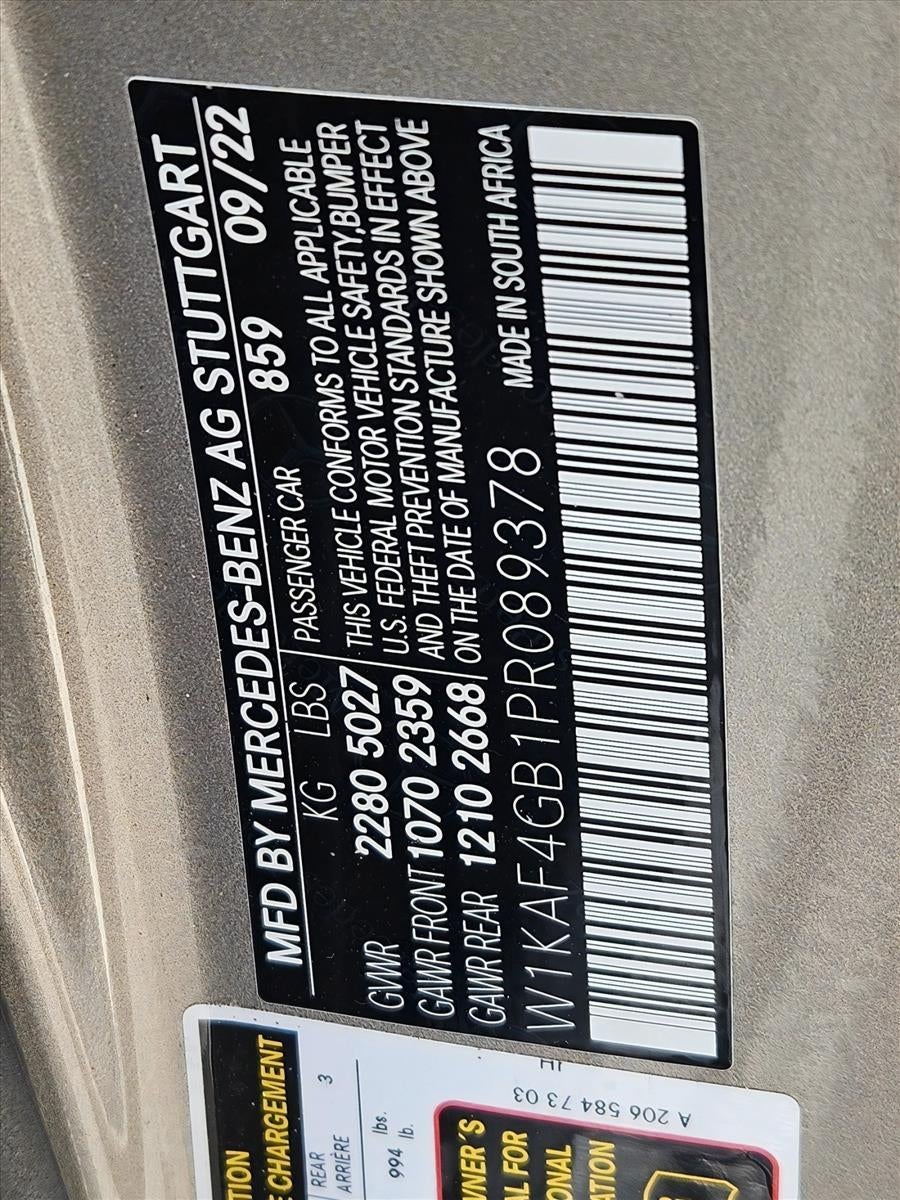 MFD BY MERCEDES-BENZ AG STUTTGART
KG LBS 859 09/22
PASSENGER CAR
GVWR 2280 5027
GAWR FRONT 1070 2359
GAWR REAR 1210 2668
THIS VEHICLE CONFORMS TO ALL APPLICABLE
U.S. FEDERAL MOTOR VEHICLE SAFETY,BUMPER
AND THEFT PREVENTION STANDARDS IN EFFECT
ON THE DATE OF MANUFACTURE SHOWN ABOVE
W1KAF4GB1PR089378 MADE IN SOUTH AFRICA
CHARGEMENT
REAR 3
ARRIÈRE
lbs.
994 lb.
A 206 584 73 03
JH